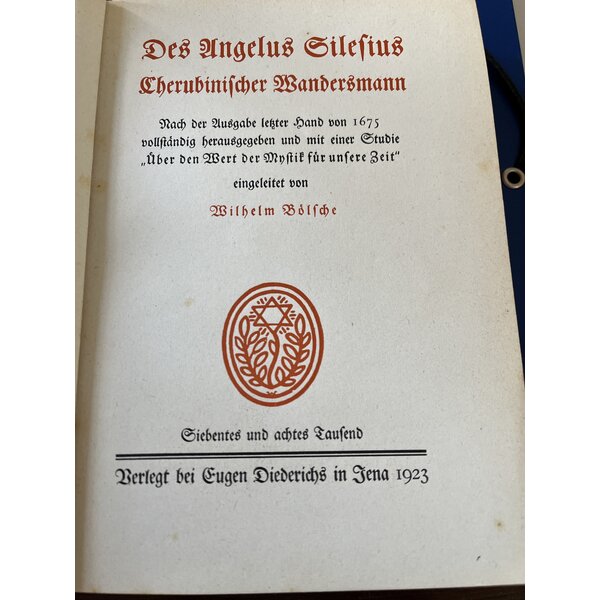 Des Angelus Silesius
Cherubinischer Wandersmann
Nach der Ausgabe letzter Hand von 1675
vollständig herausgegeben und mit einer Studie
„Über den Wert der Mystik für unsere Zeit“
eingeleitet von
Wilhelm Bölsche
Siebentes und achtes Tausend
Verlegt bei Eugen Diederichs in Jena 1923